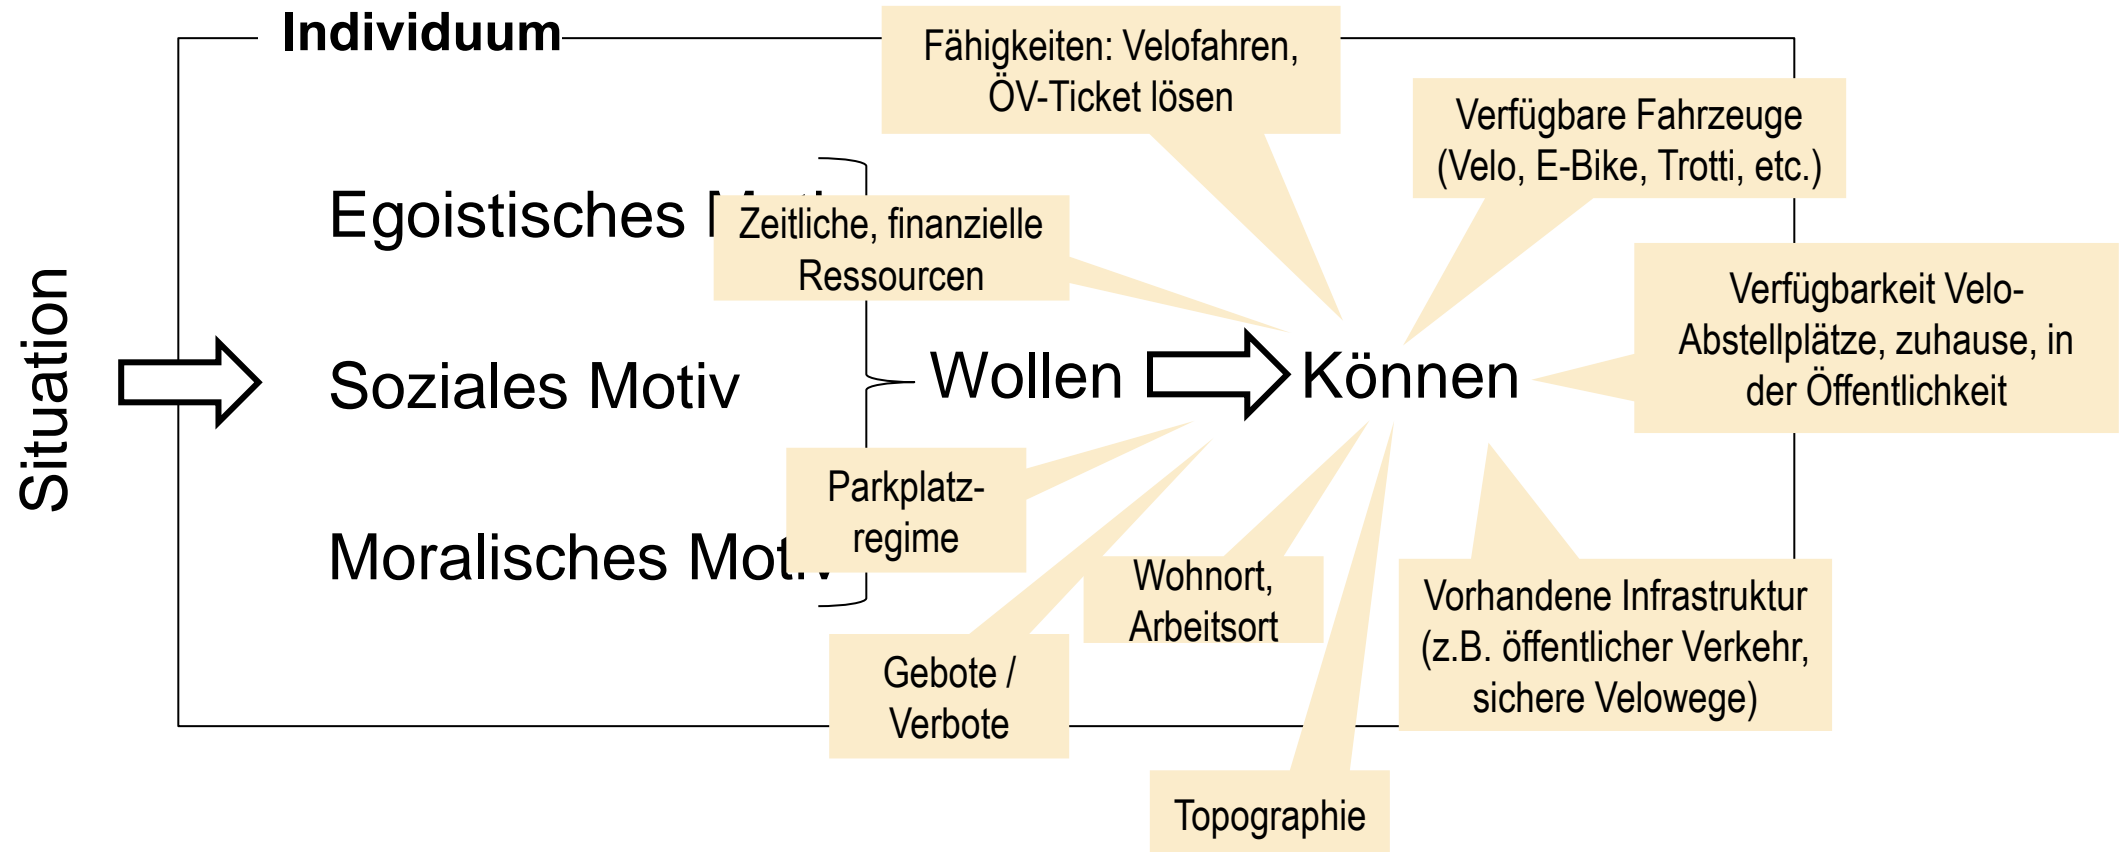 Individuum
Fähigkeiten: Velofahren,
ÖV-Ticket lösen
Verfügbare Fahrzeuge
(Velo, E-Bike, Trotti, etc.)
Egoistisches
Zeitliche, finanzielle
Ressourcen
Verfügbarkeit Velo-
Abstellplätze, zuhause, in
der Öffentlichkeit
Situation
Soziales Motiv
Wollen
Können
Parkplatz-
regime
Moralisches Motiv
Wohnort,
Arbeitsort
Vorhandene Infrastruktur
(z.B. öffentlicher Verkehr,
sichere Velowege)
Gebote /
Verbote
Topographie